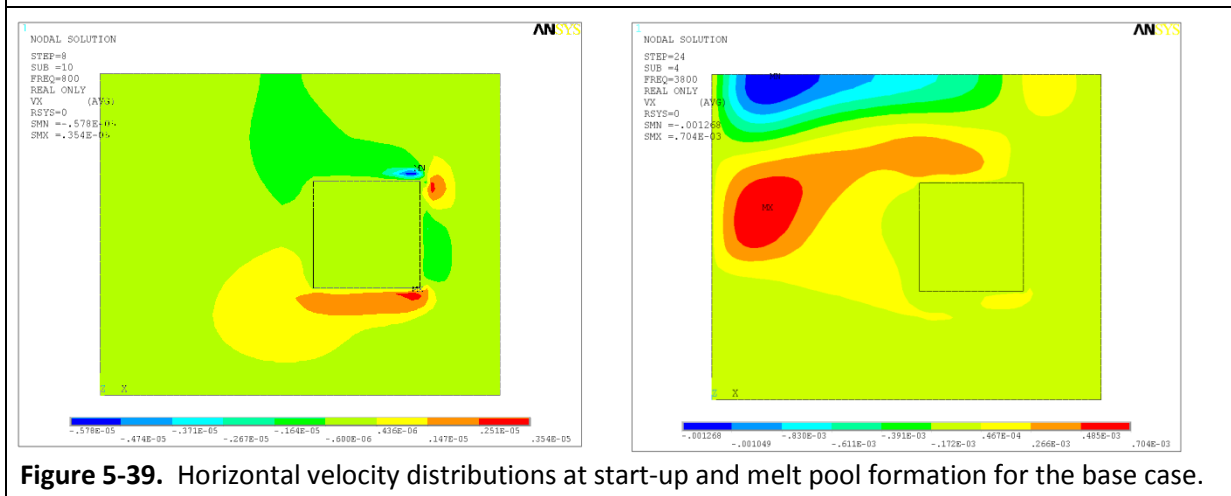 1
ANSYS
NODAL SOLUTION
STEP=8
SUB =10
FREQ=800
REAL ONLY
VX (AVG)
RSYS=0
SMN =-.578E-05
SMX =.354E-05
MX
Z X
-.578E-05 -.371E-05 -.164E-05 .436E-06 .251E-05
-.474E-05 -.267E-05 -.600E-06 .147E-05 .354E-05
1
ANSYS
NODAL SOLUTION
STEP=24
SUB =4
FREQ=3800
REAL ONLY
VX (AVG)
RSYS=0
SMN =-.001268
SMX =.704E-03
MN
MX
Z X
-.001268 -.830E-03 -.391E-03 .467E-04 .485E-03
-.001049 -.611E-03 -.172E-03 .266E-03 .704E-03
Figure 5-39. Horizontal velocity distributions at start-up and melt pool formation for the base case.